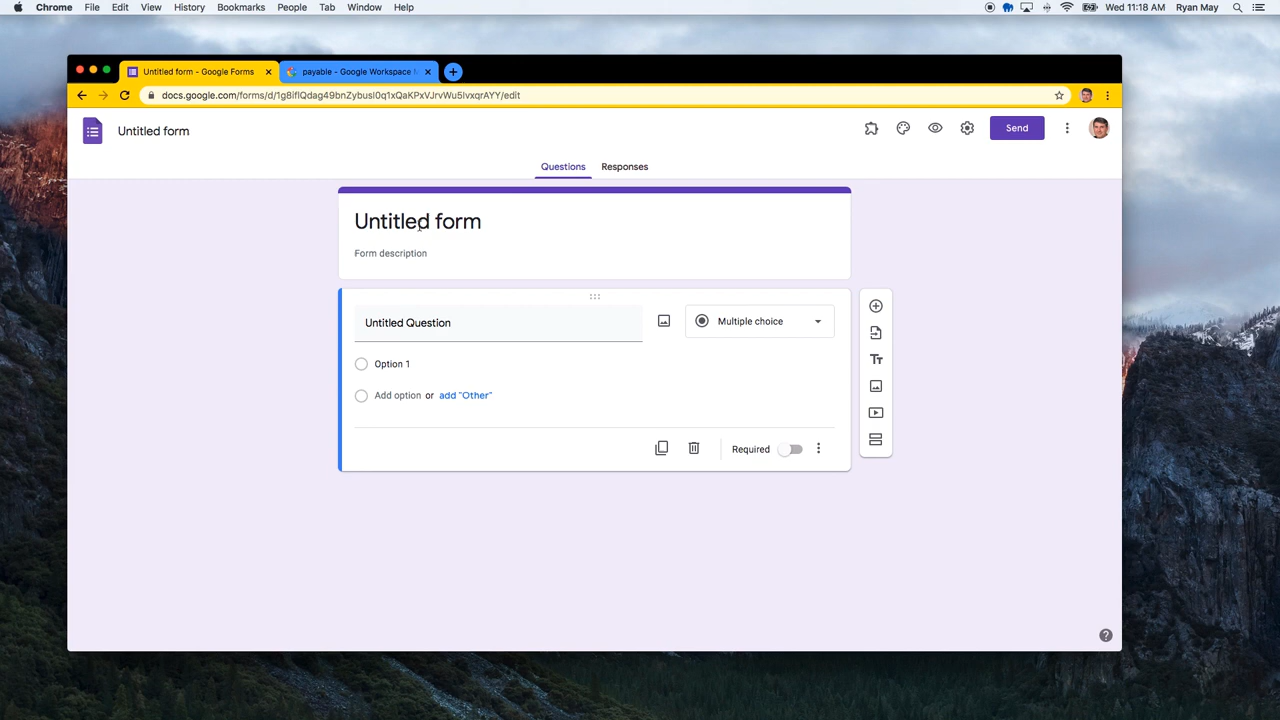 Chrome File Edit View History Bookmarks People Tab Window Help Wed 11:18 AM Ryan May
Untitled form - Google Forms payable - Google Workspace
docs.google.com/forms/d/1g8iflQdag49bnZybusl0q1xQaKPxVJrvWu5lvxqrAYY/edit
Untitled form
Send
Questions Responses
Untitled form
Form description
Untitled Question
Multiple choice
Option 1
Add option or add "Other"
Required